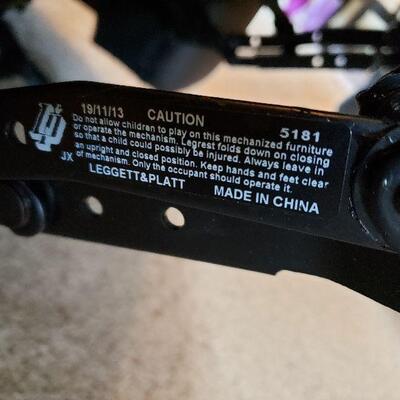 19/11/13 CAUTION 5181
Do not allow children to play on this mechanized furniture
or operate the mechanism. Legrest folds down on closing
so that a child could possibly be injured. Always leave in
an upright and closed position. Keep hands and feet clear
of mechanism. Only the occupant should operate it.
JX
LEGGETT&PLATT MADE IN CHINA